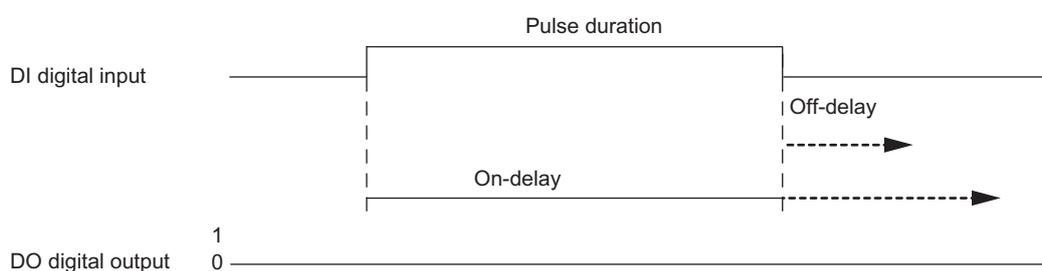 Pulse duration
DI digital input
Off-delay
On-delay
1
DO digital output 0